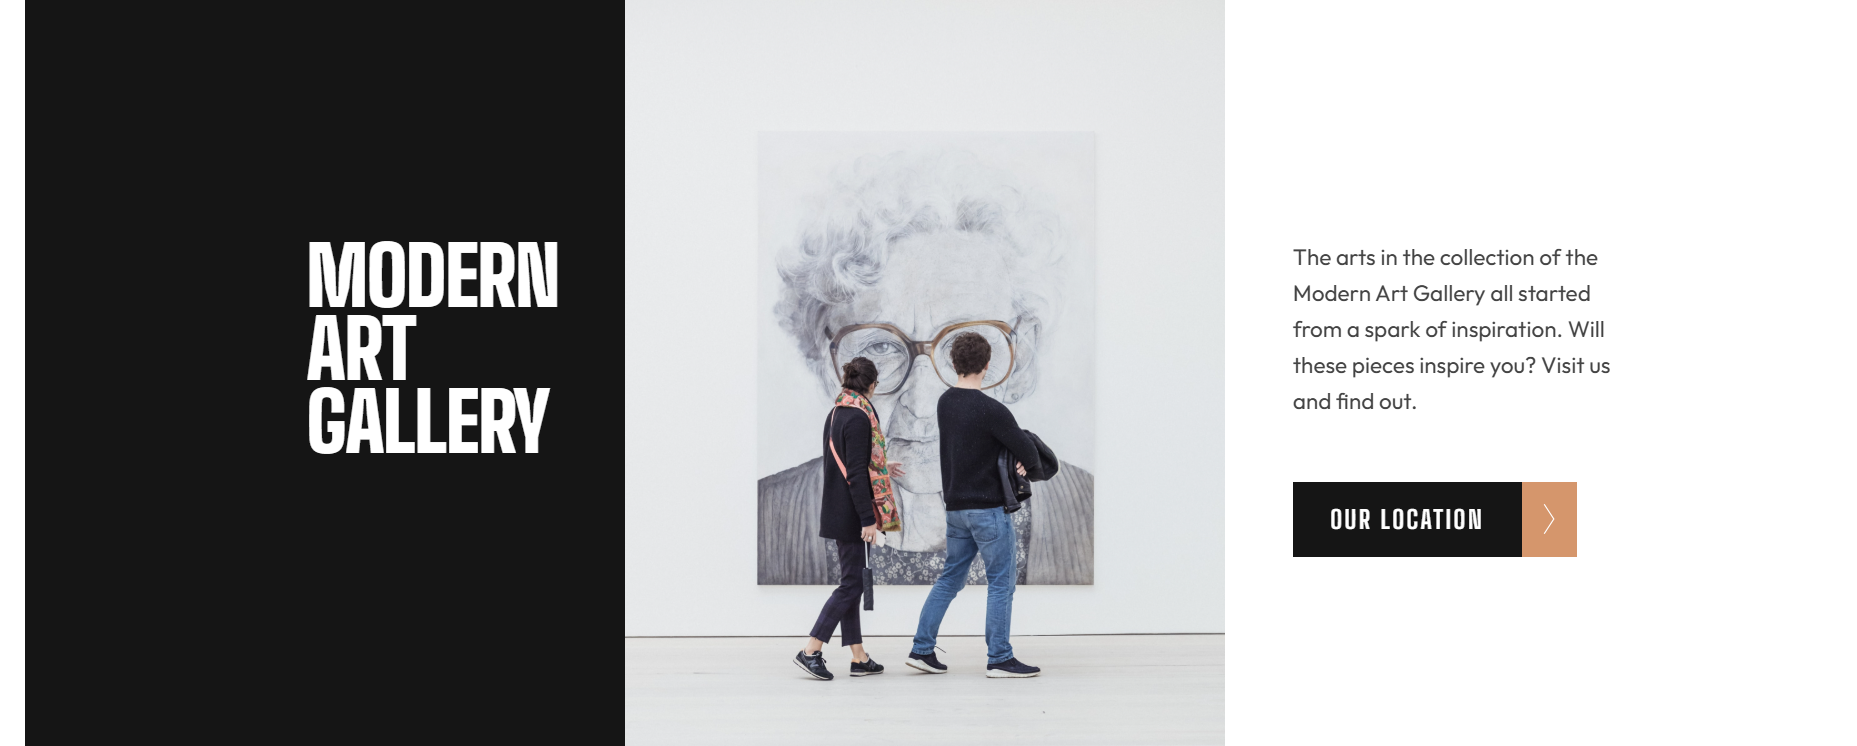 MODERN
ART
GALLERY
The arts in the collection of the
Modern Art Gallery all started
from a spark of inspiration. Will
these pieces inspire you? Visit us
and find out.
OUR LOCATION